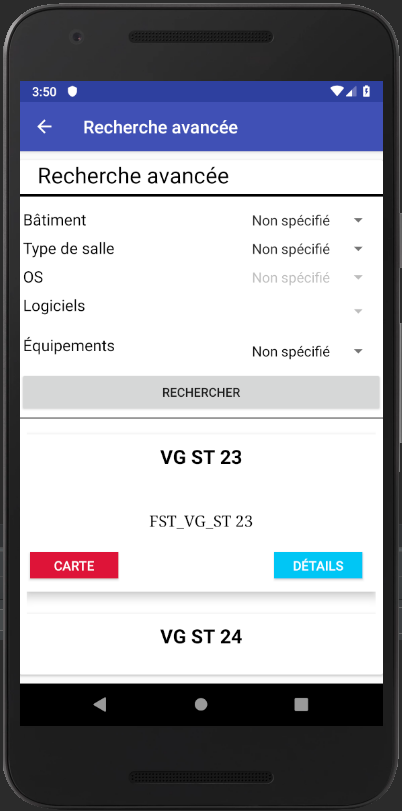 3:50
Recherche avancée
Recherche avancée
Bâtiment Non spécifié
Type de salle Non spécifié
OS Non spécifié
Logiciels
Équipements Non spécifié
RECHERCHER
VG ST 23
FST_VG_ST 23
CARTE DÉTAILS
VG ST 24